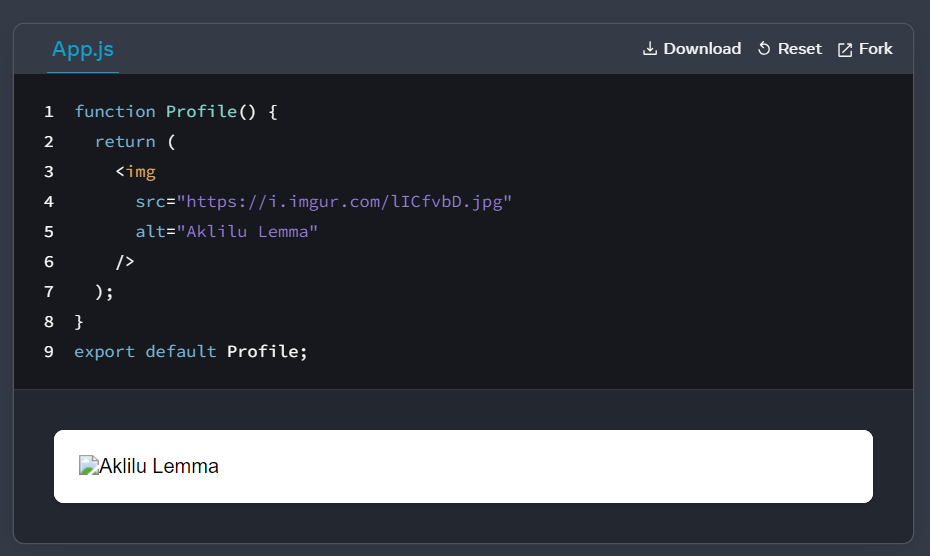 App.js
Download Reset Fork
1 function Profile() {
2   return (
3     <img
4       src="https://i.imgur.com/lICfvbD.jpg"
5       alt="Aklilu Lemma"
6     />
7   );
8 }
9 export default Profile;
Aklilu Lemma